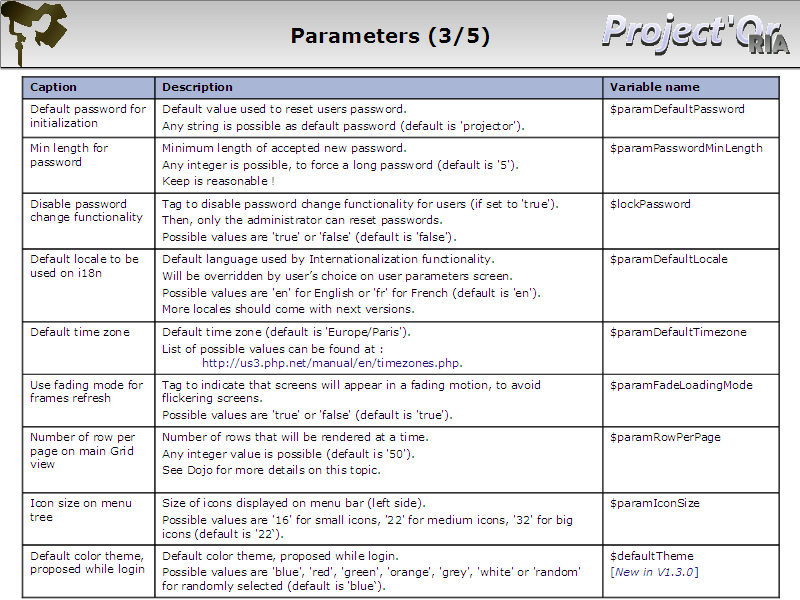 Parameters (3/5)
Project'Or
RIA
Caption
Description
Variable name
Default password for
initialization
Default value used to reset users password.
Any string is possible as default password (default is 'projector').
$paramDefaultPassword
Min length for
password
Minimum length of accepted new password.
Any integer is possible, to force a long password (default is '5').
Keep is reasonable !
$paramPasswordMinLength
Disable password
change functionality
Tag to disable password change functionality for users (if set to 'true').
Then, only the administrator can reset passwords.
Possible values are 'true' or 'false' (default is 'false').
$lockPassword
Default locale to be
used on i18n
Default language used by Internationalization functionality.
Will be overridden by user’s choice on user parameters screen.
Possible values are 'en' for English or 'fr' for French (default is 'en').
More locales should come with next versions.
$paramDefaultLocale
Default time zone
Default time zone (default is 'Europe/Paris').
List of possible values can be found at :
http://us3.php.net/manual/en/timezones.php.
$paramDefaultTimezone
Use fading mode for
frames refresh
Tag to indicate that screens will appear in a fading motion, to avoid
flickering screens.
Possible values are 'true' or 'false' (default is 'true').
$paramFadeLoadingMode
Number of row per
page on main Grid
view
Number of rows that will be rendered at a time.
Any integer value is possible (default is '50').
See Dojo for more details on this topic.
$paramRowPerPage
Icon size on menu
tree
Size of icons displayed on menu bar (left side).
Possible values are '16' for small icons, '22' for medium icons, '32' for big
icons (default is '22‘).
$paramIconSize
Default color theme,
proposed while login
Default color theme, proposed while login.
Possible values are 'blue', 'red', 'green', 'orange', 'grey', 'white' or 'random'
for randomly selected (default is 'blue‘).
$defaultTheme
[New in V1.3.0]